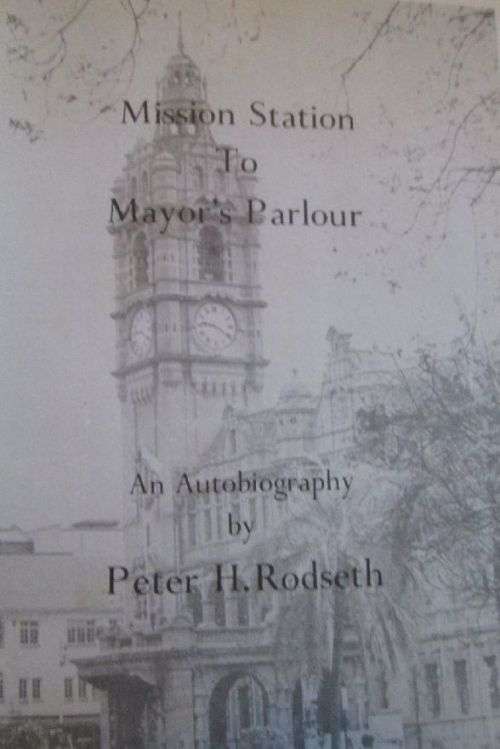 Mission Station
To
Mayor's Parlour
An Autobiography
by
Peter H. Rodseth